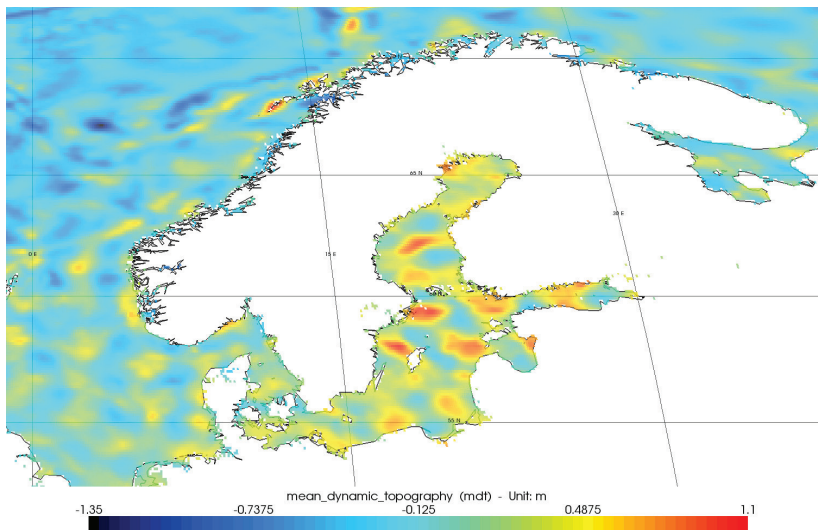 65 N
30 E
0 E
15 E
55 N
mean_dynamic_topography (mdt) - Unit: m
-1.35 -0.7375 -0.125 0.4875 1.1